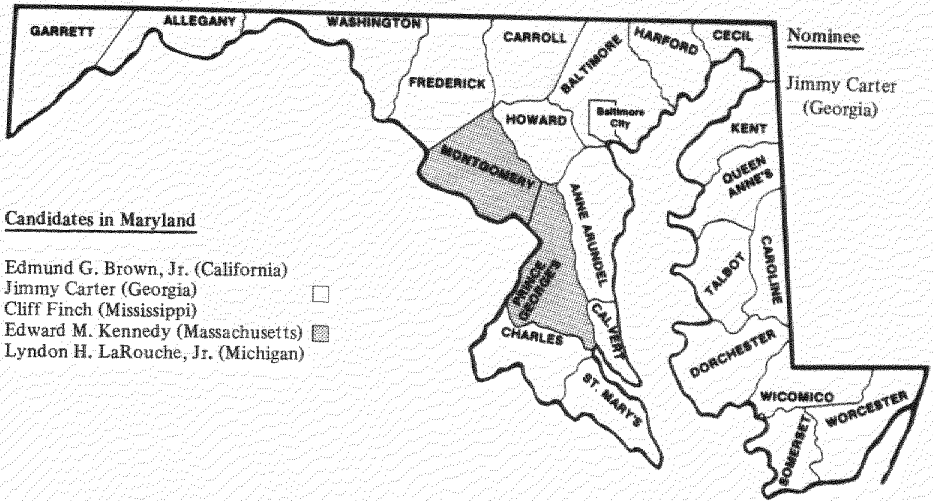 GARRETT
ALLEGANY
WASHINGTON
FREDERICK
CARROLL
BALTIMORE
HARFORD
CECIL
Baltimore
City
HOWARD
MONTGOMERY
PRINCE
GEORGE'S
ANNE ARUNDEL
CALVERT
CHARLES
ST. MARY'S
KENT
QUEEN
ANNE'S
TALBOT
CAROLINE
DORCHESTER
WICOMICO
WORCESTER
SOMERSET
Nominee
Jimmy Carter
(Georgia)
Candidates in Maryland
Edmund G. Brown, Jr. (California)
Jimmy Carter (Georgia)
Cliff Finch (Mississippi)
Edward M. Kennedy (Massachusetts)
Lyndon H. LaRouche, Jr. (Michigan)